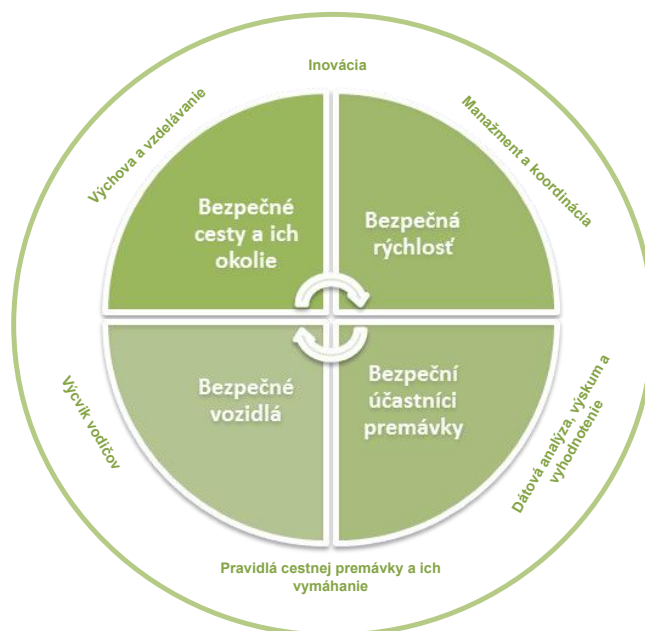 Inovácia
Výchova a vzdelávanie
Manažment a koordinácia
Bezpečné
cesty a ich
okolie
Bezpečná
rýchlosť
Bezpečné
vozidlá
Bezpeční
účastníci
premávky
Výcvik vodičov
Dátová analýza, výskum a
vyhodnotenie
Pravidlá cestnej premávky a ich
vymáhanie